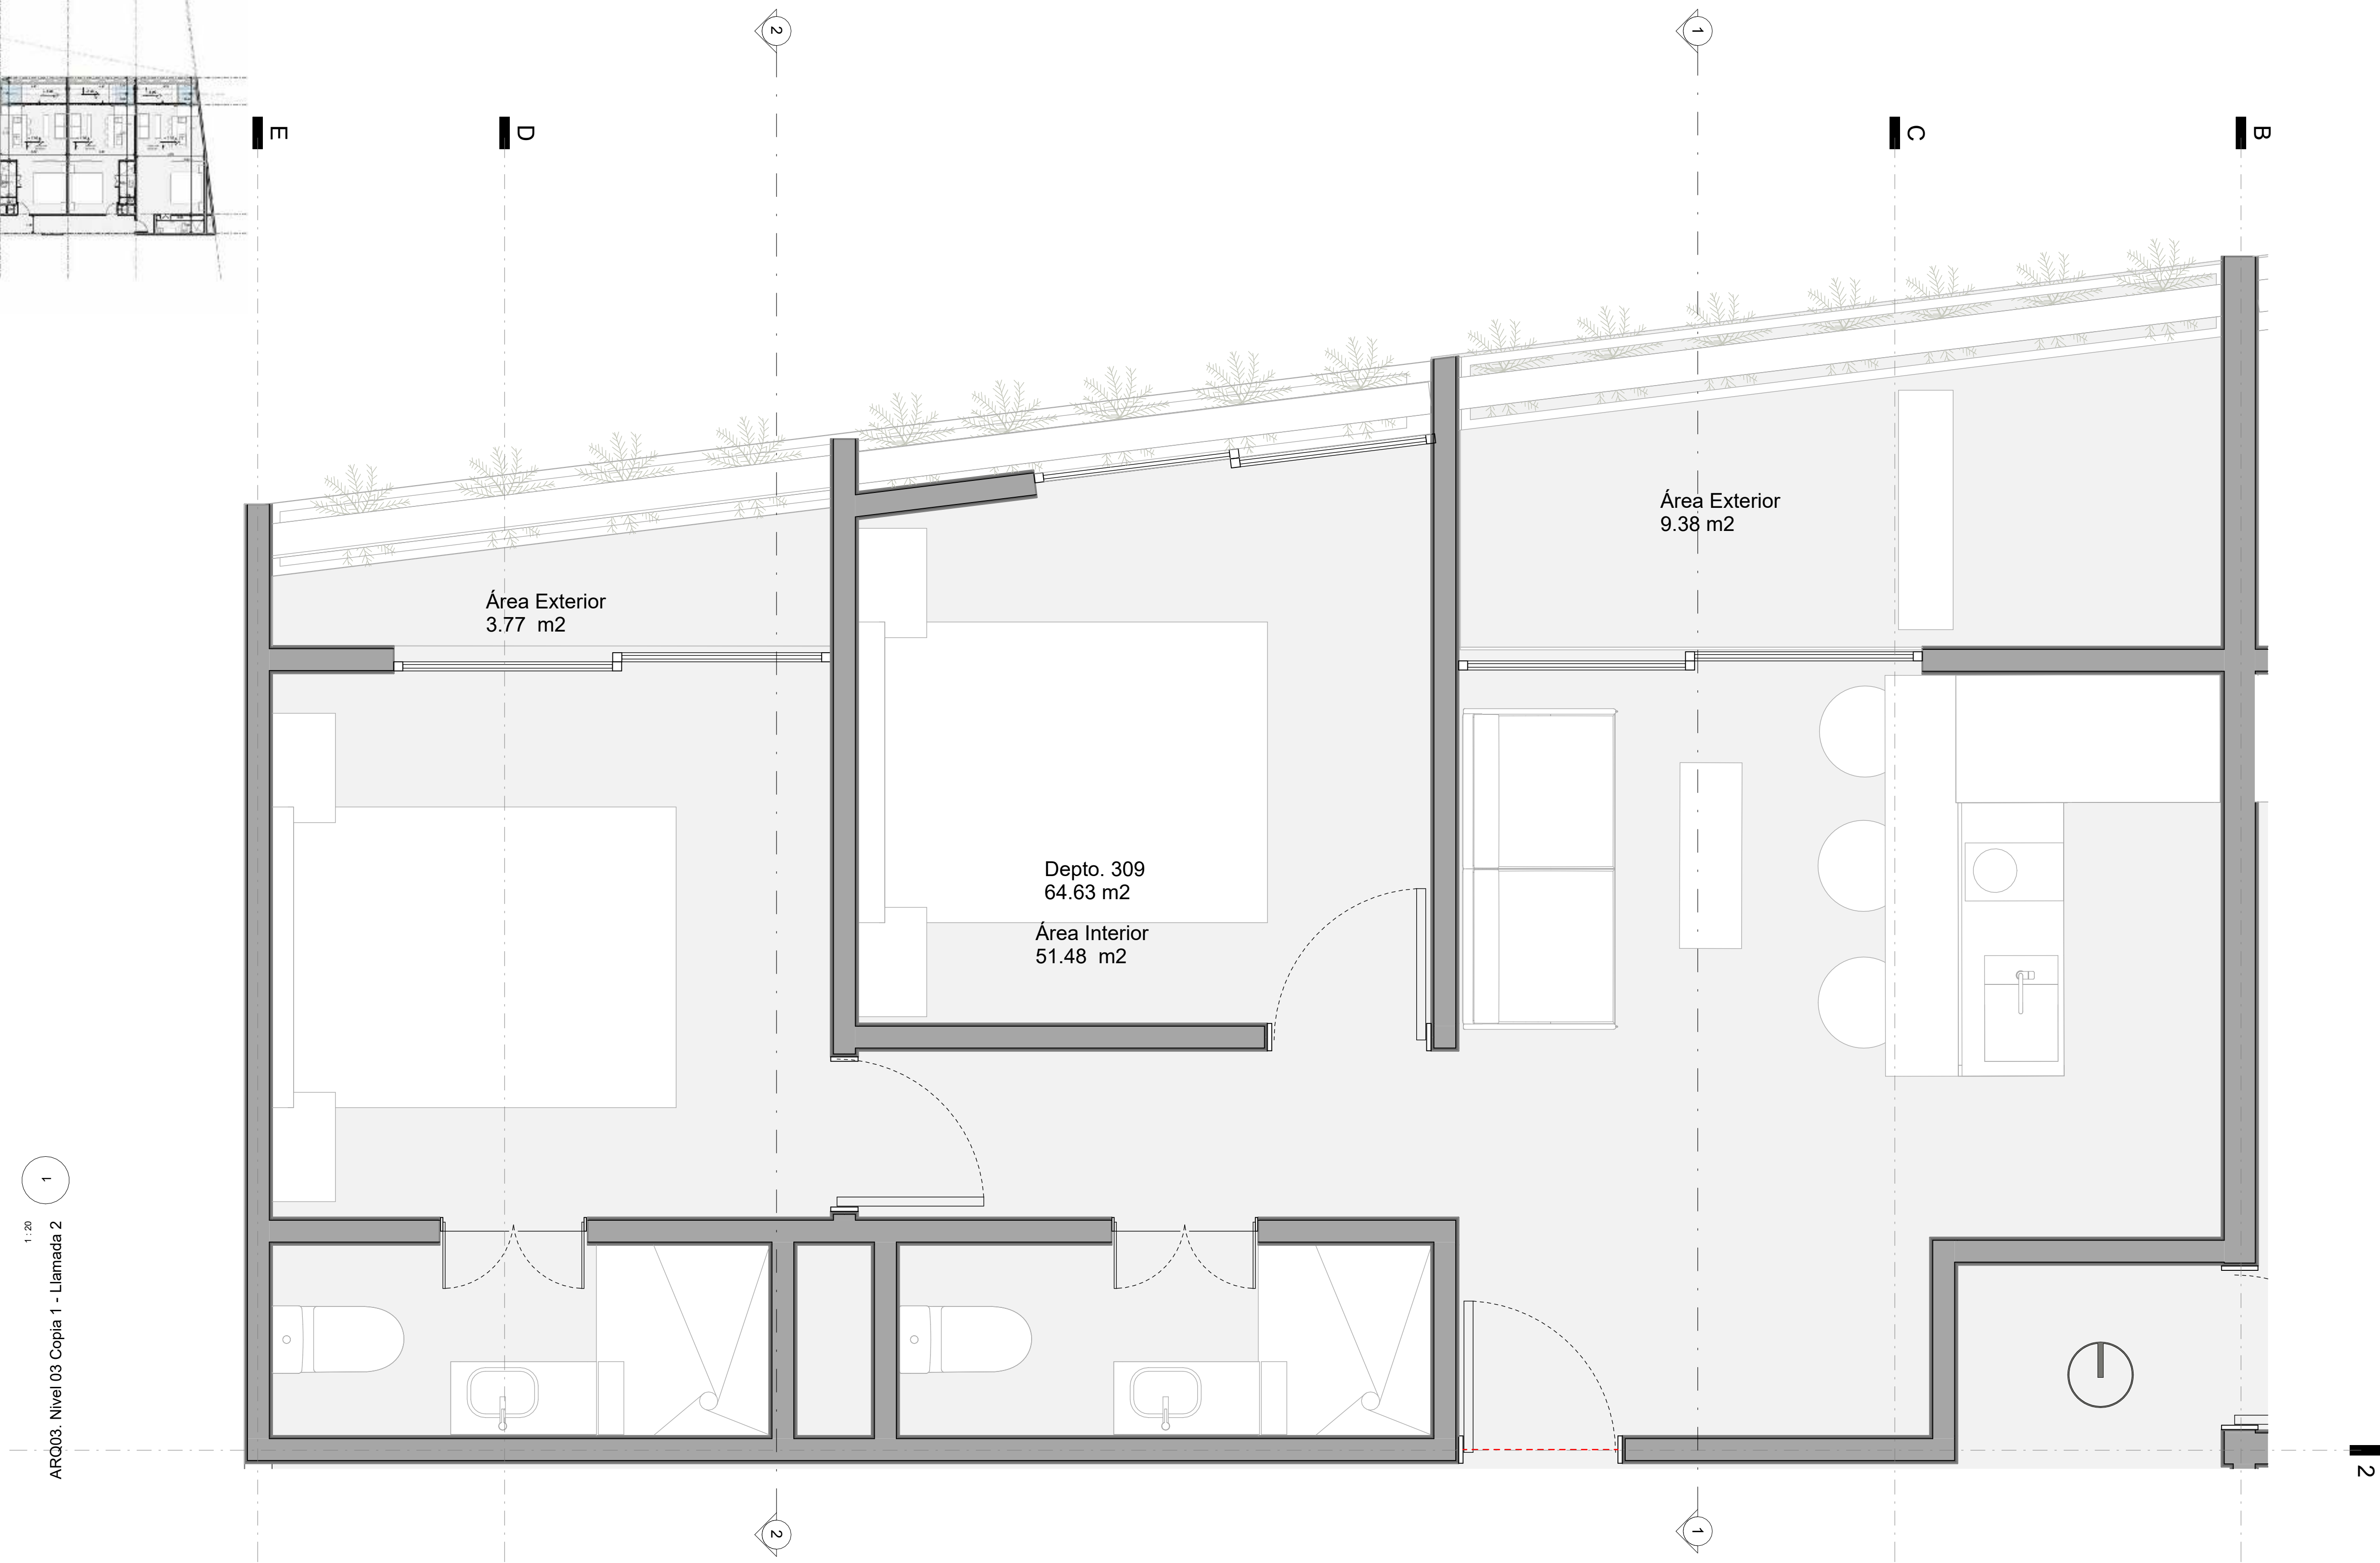 2
1
E
D
C
B
Área Exterior
9.38 m2
Área Exterior
3.77 m2
Depto. 309
64.63 m2
Área Interior
51.48 m2
1
1 : 20
ARQ03. Nivel 03 Copia 1 - Llamada 2
2
2
1